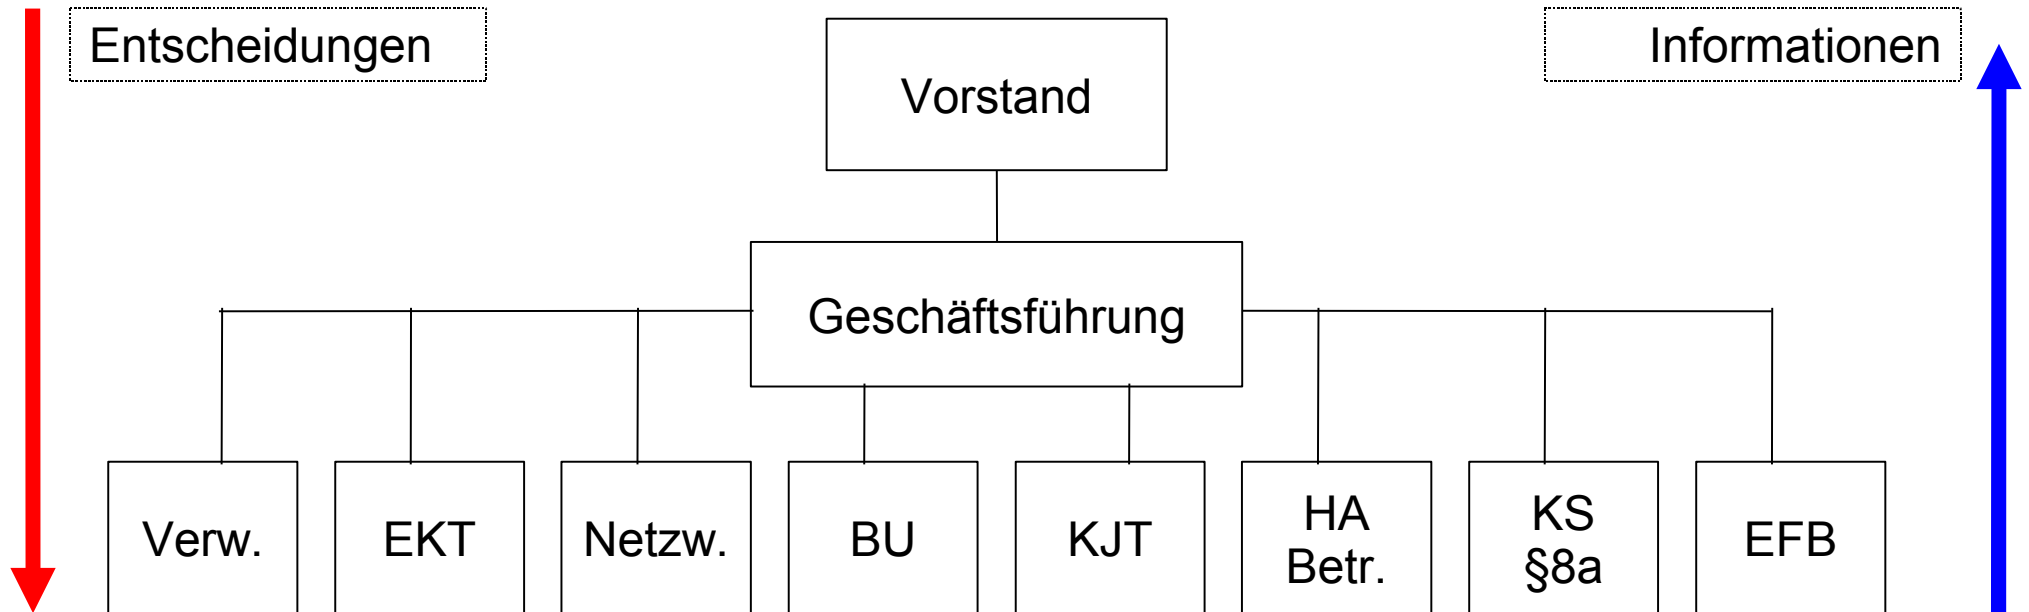 Entscheidungen
Informationen
Vorstand
Geschäftsführung
Verw.
EKT
Netzw.
BU
KJT
HA
Betr.
KS
§8a
EFB